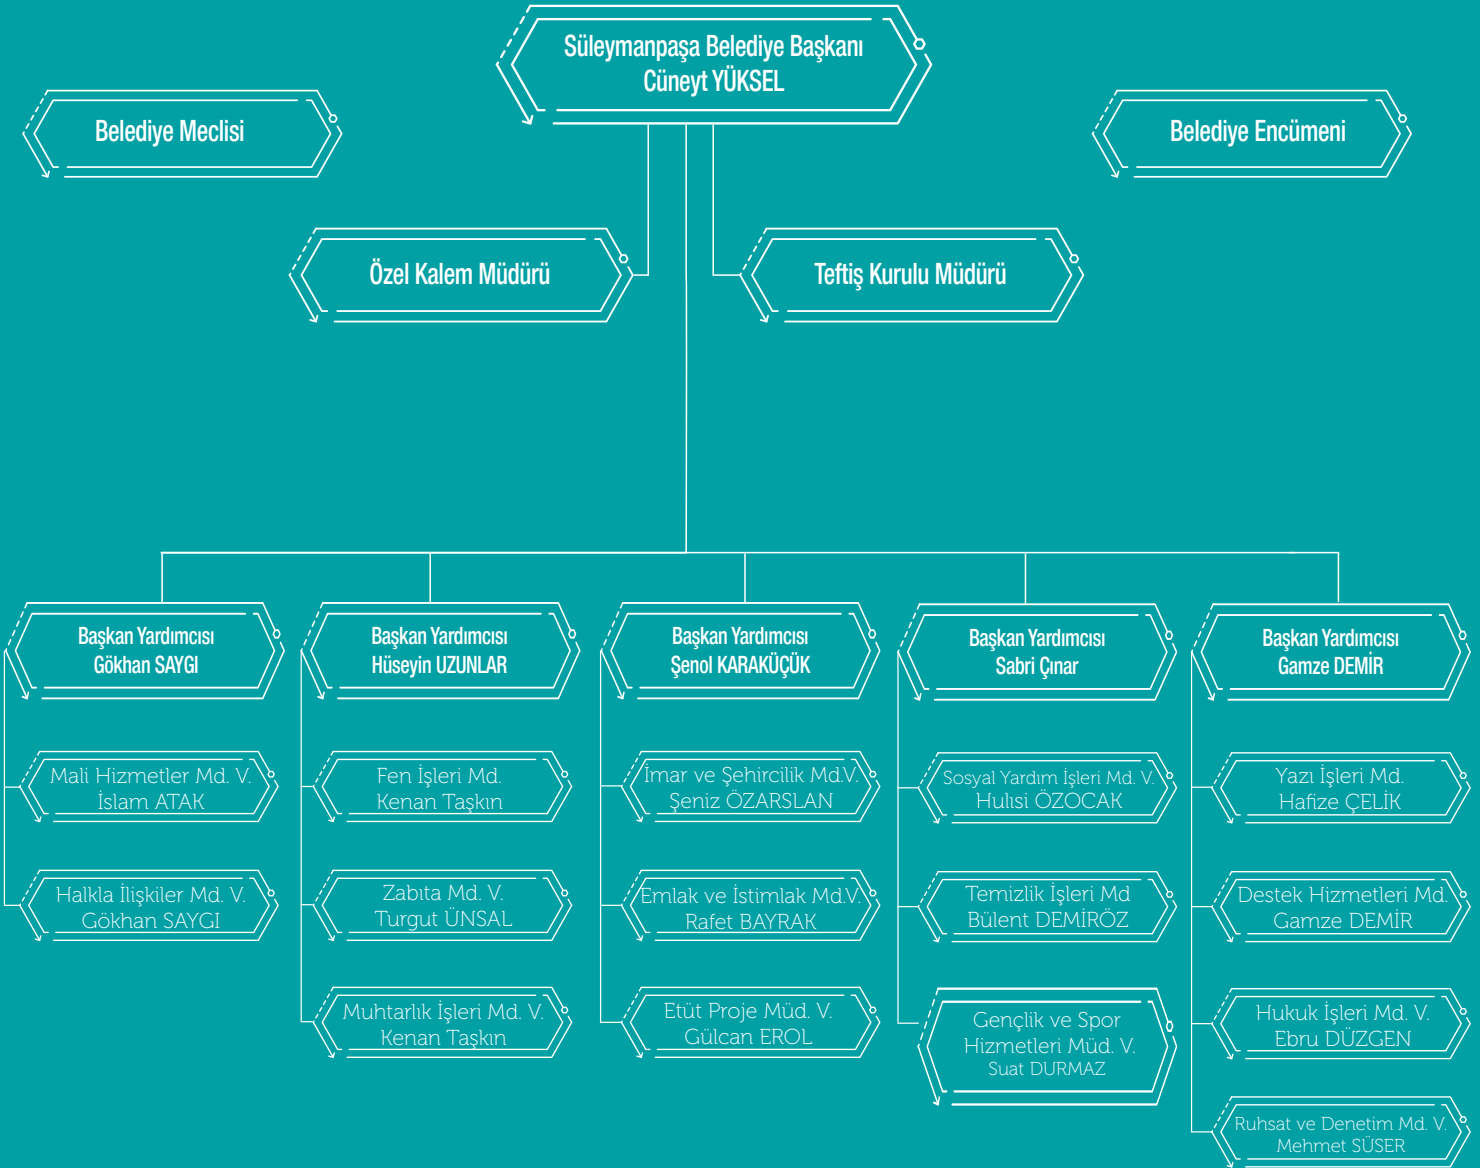 Süleymanpaşa Belediye Başkanı
Cüneyt YÜKSEL
Belediye Meclisi
Belediye Encümeni
Özel Kalem Müdürü
Teftiş Kurulu Müdürü
Başkan Yardımcısı
Gökhan SAYGI
Mali Hizmetler Md. V.
İslam ATAK
Halkla İlişkiler Md. V.
Gökhan SAYGI
Başkan Yardımcısı
Hüseyin UZUNLAR
Fen İşleri Md.
Kenan Taşkın
Zabıta Md. V.
Turgut ÜNSAL
Muhtarlık İşleri Md. V.
Kenan Taşkın
Başkan Yardımcısı
Şenol KARAKÜÇÜK
İmar ve Şehircilik Md.V.
Şeniz ÖZARSLAN
Emlak ve İstimlak Md.V.
Rafet BAYRAK
Etüt Proje Müd. V.
Gülcan EROL
Başkan Yardımcısı
Sabri Çınar
Sosyal Yardım İşleri Md. V.
Hulısi ÖZOCAK
Temizlik İşleri Md
Bülent DEMİRÖZ
Gençlik ve Spor
Hizmetleri Müd. V.
Suat DURMAZ
Başkan Yardımcısı
Gamze DEMİR
Yazı İşleri Md.
Hafize ÇELİK
Destek Hizmetleri Md.
Gamze DEMİR
Hukuk İşleri Md. V.
Ebru DÜZGEN
Ruhsat ve Denetim Md. V.
Mehmet SÜSER